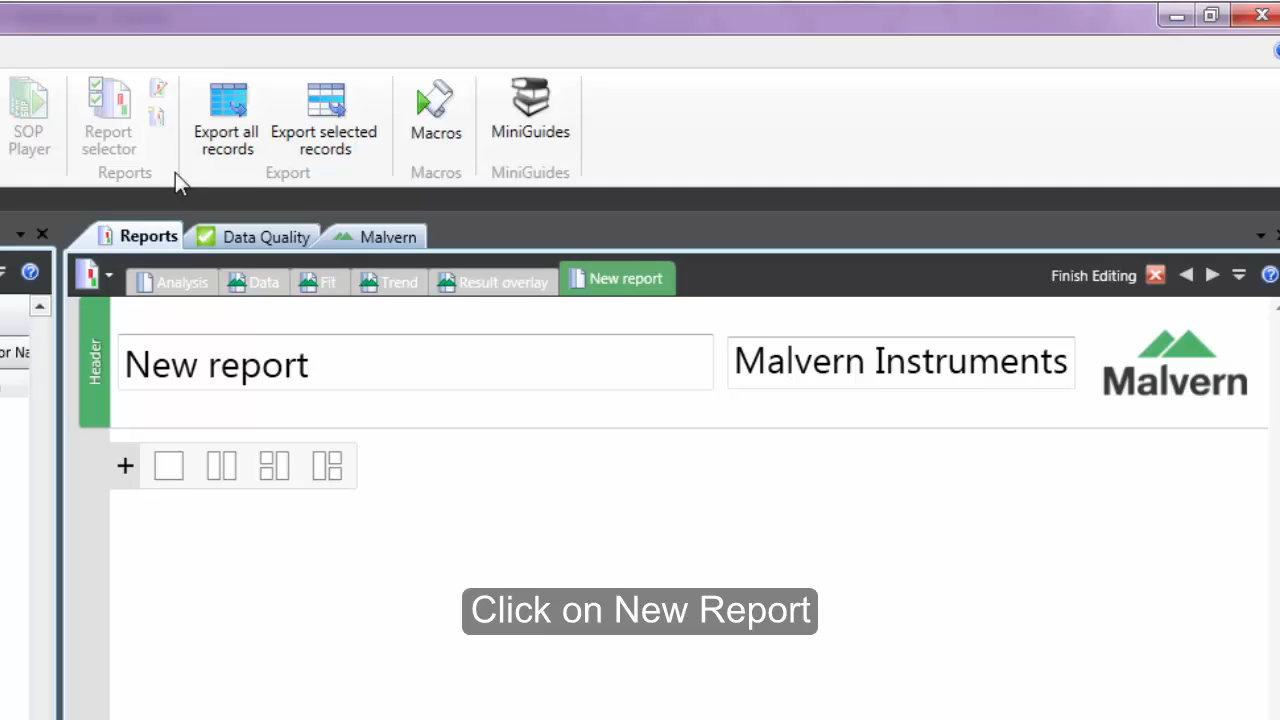 SOP
Player
Report
selector
Reports
Export all
records
Export selected
records
Export
Macros
Macros
MiniGuides
MiniGuides
Reports
Data Quality
Malvern
Analysis
Data
Fit
Trend
Result overlay
New report
Finish Editing
or Na
Header
New report
Malvern Instruments
Malvern
Click on New Report